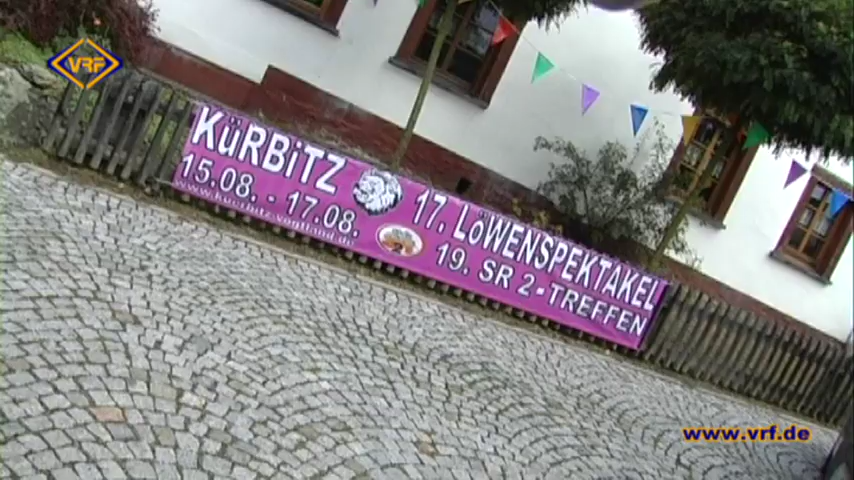 VRF
KüRBiTZ
15.08. - 17.08.
www.kuerbitz-vogtland.de
17. LöWENSPEKTAKEL
19. SR 2-TREFFEN
www.vrf.de